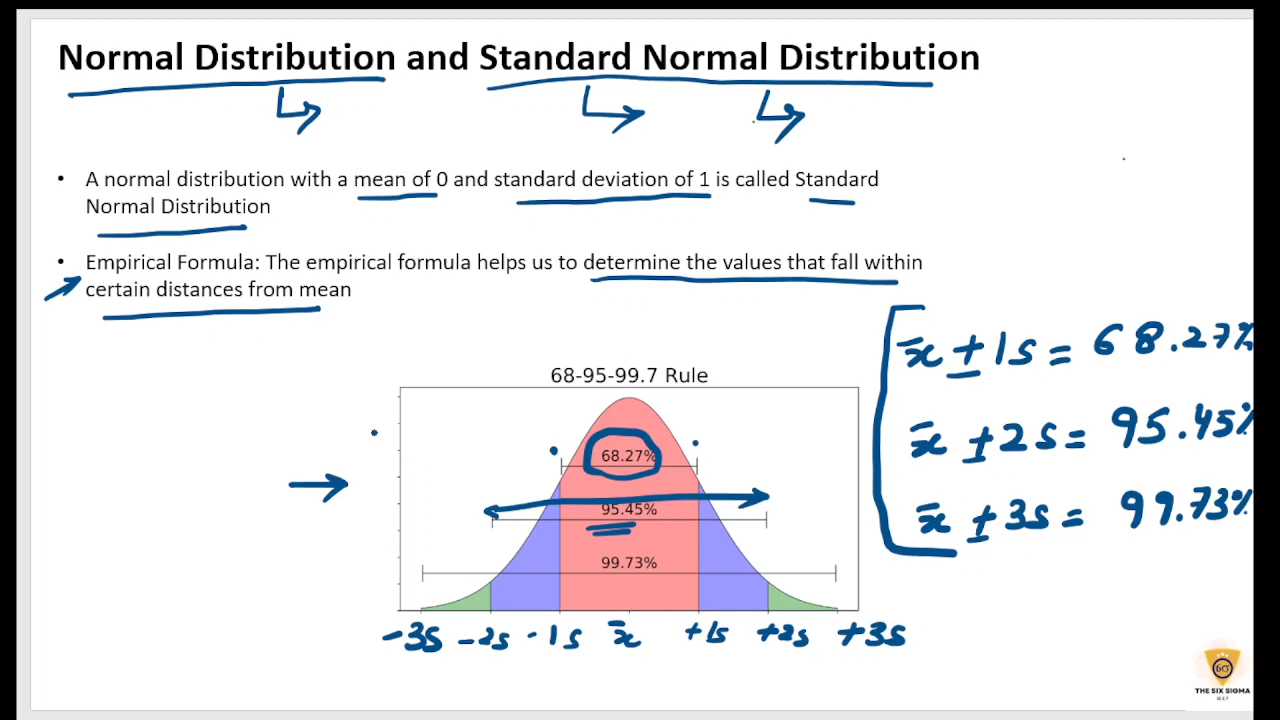 Normal Distribution and Standard Normal Distribution
• A normal distribution with a mean of 0 and standard deviation of 1 is called Standard
Normal Distribution
• Empirical Formula: The empirical formula helps us to determine the values that fall within
certain distances from mean
x̄ ± 1s = 68.27%
x̄ ± 2s = 95.45%
x̄ ± 3s = 99.73%
68-95-99.7 Rule
68.27%
95.45%
99.73%
-3s -2s -1s x̄ +1s +2s +3s
6σ
THE SIX SIGMA
WAY